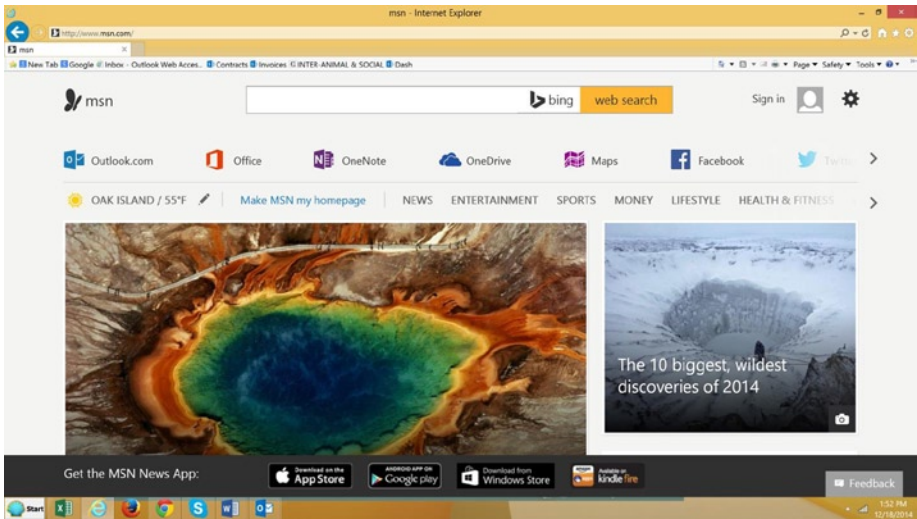 msn - Internet Explorer
http://www.msn.com/
msn
New Tab Google Inbox - Outlook Web Acces... Contracts Invoices INTER-ANIMAL & SOCIAL Dash
Page Safety Tools
msn
bing web search
Sign in
Outlook.com Office OneNote OneDrive Maps Facebook
OAK ISLAND / 55°F Make MSN my homepage NEWS ENTERTAINMENT SPORTS MONEY LIFESTYLE HEALTH & FITNESS
The 10 biggest, wildest
discoveries of 2014
Get the MSN News App:
Download on the
App Store
ANDROID APP ON
Google play
Download from
Windows Store
Available on
kindle fire
Feedback
Start
1:52 PM
12/18/2014